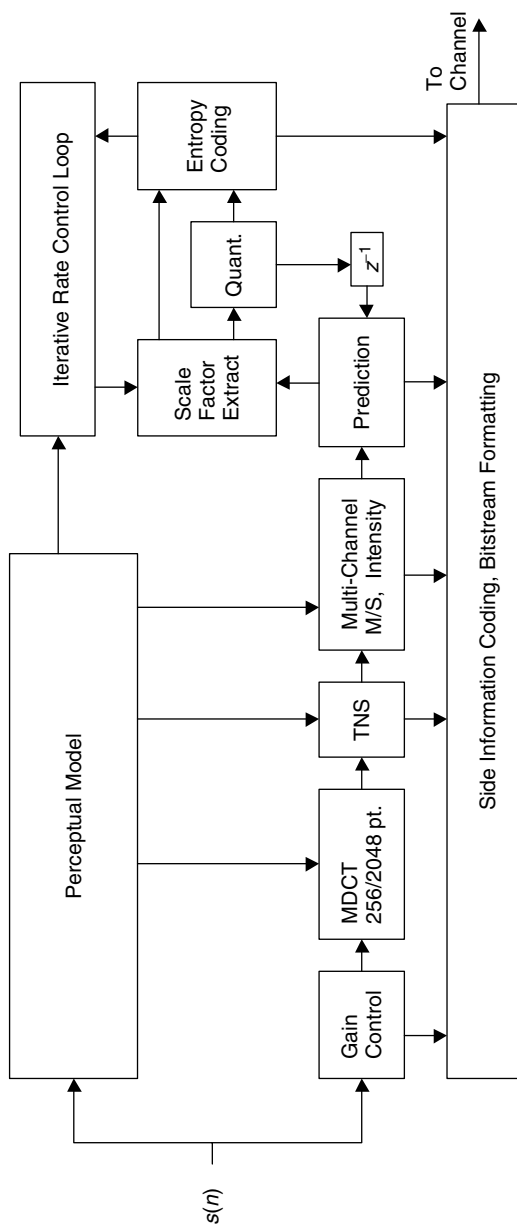 s(n)
Perceptual Model
Iterative Rate Control Loop
Gain
Control
MDCT
256/2048 pt.
TNS
Multi-Channel
M/S, Intensity
Prediction
z⁻¹
Scale
Factor
Extract
Quant.
Entropy
Coding
Side Information Coding, Bitstream Formatting
To
Channel